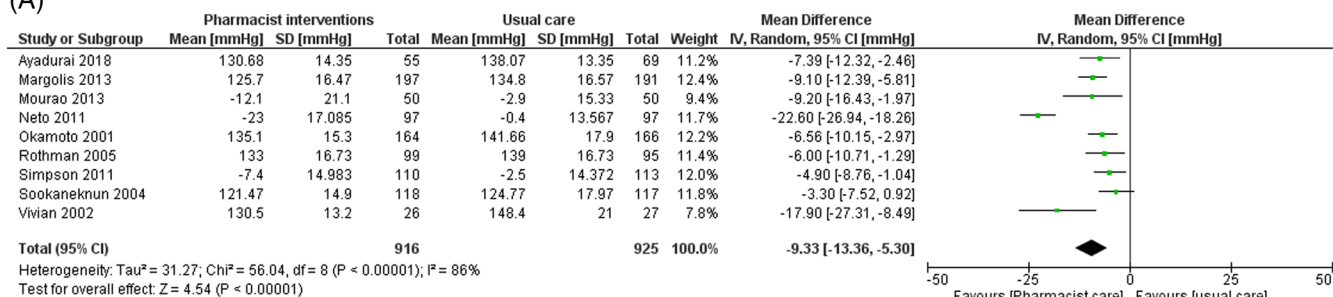 (A)
Pharmacist interventions Usual care Mean Difference Mean Difference
Study or Subgroup Mean [mmHg] SD [mmHg] Total Mean [mmHg] SD [mmHg] Total Weight IV, Random, 95% CI [mmHg] IV, Random, 95% CI [mmHg]
Ayadurai 2018 130.68 14.35 55 138.07 13.35 69 11.2% -7.39 [-12.32, -2.46]
Margolis 2013 125.7 16.47 197 134.8 16.57 191 12.4% -9.10 [-12.39, -5.81]
Mourao 2013 -12.1 21.1 50 -2.9 15.33 50 9.4% -9.20 [-16.43, -1.97]
Neto 2011 -23 17.085 97 -0.4 13.567 97 11.7% -22.60 [-26.94, -18.26]
Okamoto 2001 135.1 15.3 164 141.66 17.9 166 12.2% -6.56 [-10.15, -2.97]
Rothman 2005 133 16.73 99 139 16.73 95 11.4% -6.00 [-10.71, -1.29]
Simpson 2011 -7.4 14.983 110 -2.5 14.372 113 12.0% -4.90 [-8.76, -1.04]
Sookaneknun 2004 121.47 14.9 118 124.77 17.97 117 11.8% -3.30 [-7.52, 0.92]
Vivian 2002 130.5 13.2 26 148.4 21 27 7.8% -17.90 [-27.31, -8.49]
Total (95% CI) 916 925 100.0% -9.33 [-13.36, -5.30]
Heterogeneity: Tau² = 31.27; Chi² = 56.04, df = 8 (P < 0.00001); I² = 86%
Test for overall effect: Z = 4.54 (P < 0.00001)
-50 -25 0 25 50
Favours [Pharmacist care] Favours [usual care]